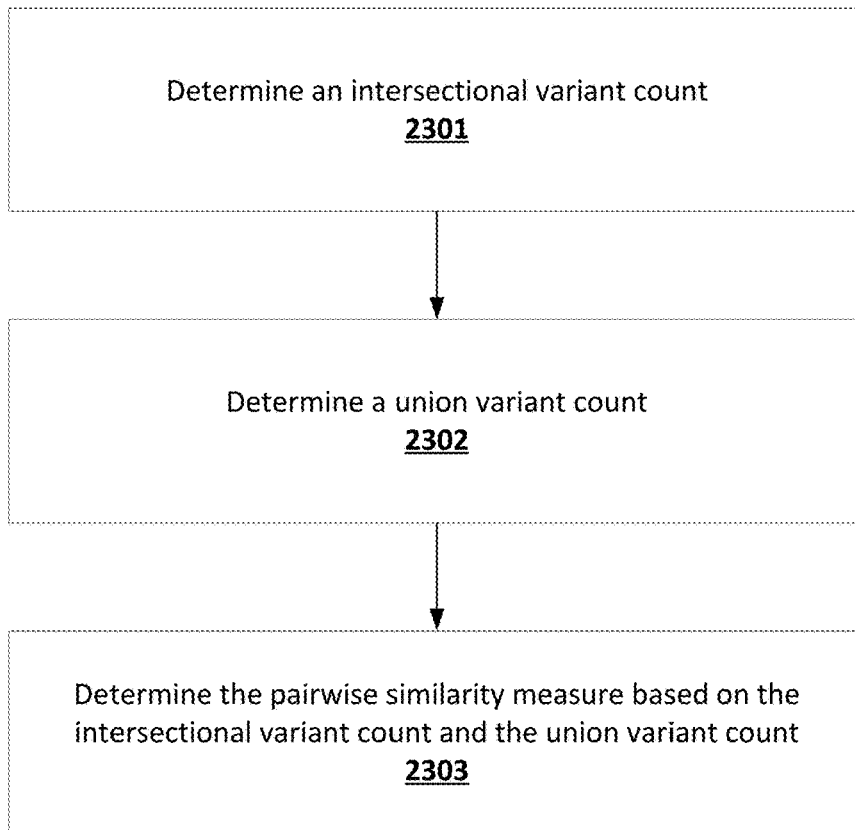 Determine an intersectional variant count
2301
Determine a union variant count
2302
Determine the pairwise similarity measure based on the
intersectional variant count and the union variant count
2303